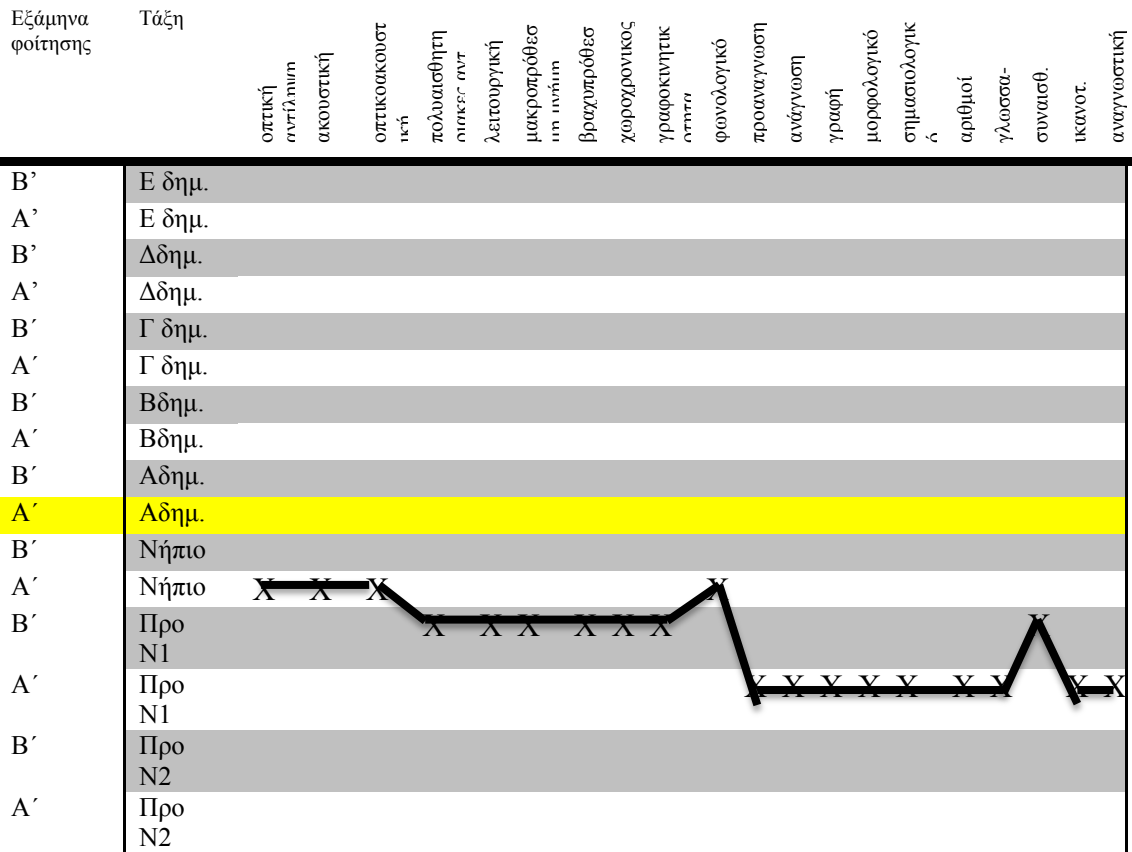 Εξάμηνα φοίτησης
Τάξη
οπτική αντίληψη
ακουστική
οπτικοακουστική
πολυαισθητη
λειτουργική
μακροπρόθεσ
βραχυπρόθεσ
χωροχρονικος
γραφοκινητικ
φωνολογικό
προαναγνωση
ανάγνωση
γραφή
μορφολογικό
σημασιολογικ
αριθμοί
γλωσσα-
συναισθ.
ικανοτ.
αναγνωστική
Β’ Ε δημ.
Α’ Ε δημ.
Β’ Δδημ.
Α’ Δδημ.
Β΄ Γ δημ.
Α΄ Γ δημ.
Β΄ Βδημ.
Α΄ Βδημ.
Β΄ Αδημ.
Α΄ Αδημ.
Β΄ Νήπιο
Α΄ Νήπιο Χ Χ Χ Χ
Β΄ Προ Ν1 Χ Χ Χ Χ Χ Χ Χ
Α΄ Προ Ν1 Χ Χ Χ Χ Χ Χ Χ Χ Χ
Β΄ Προ Ν2
Α΄ Προ Ν2